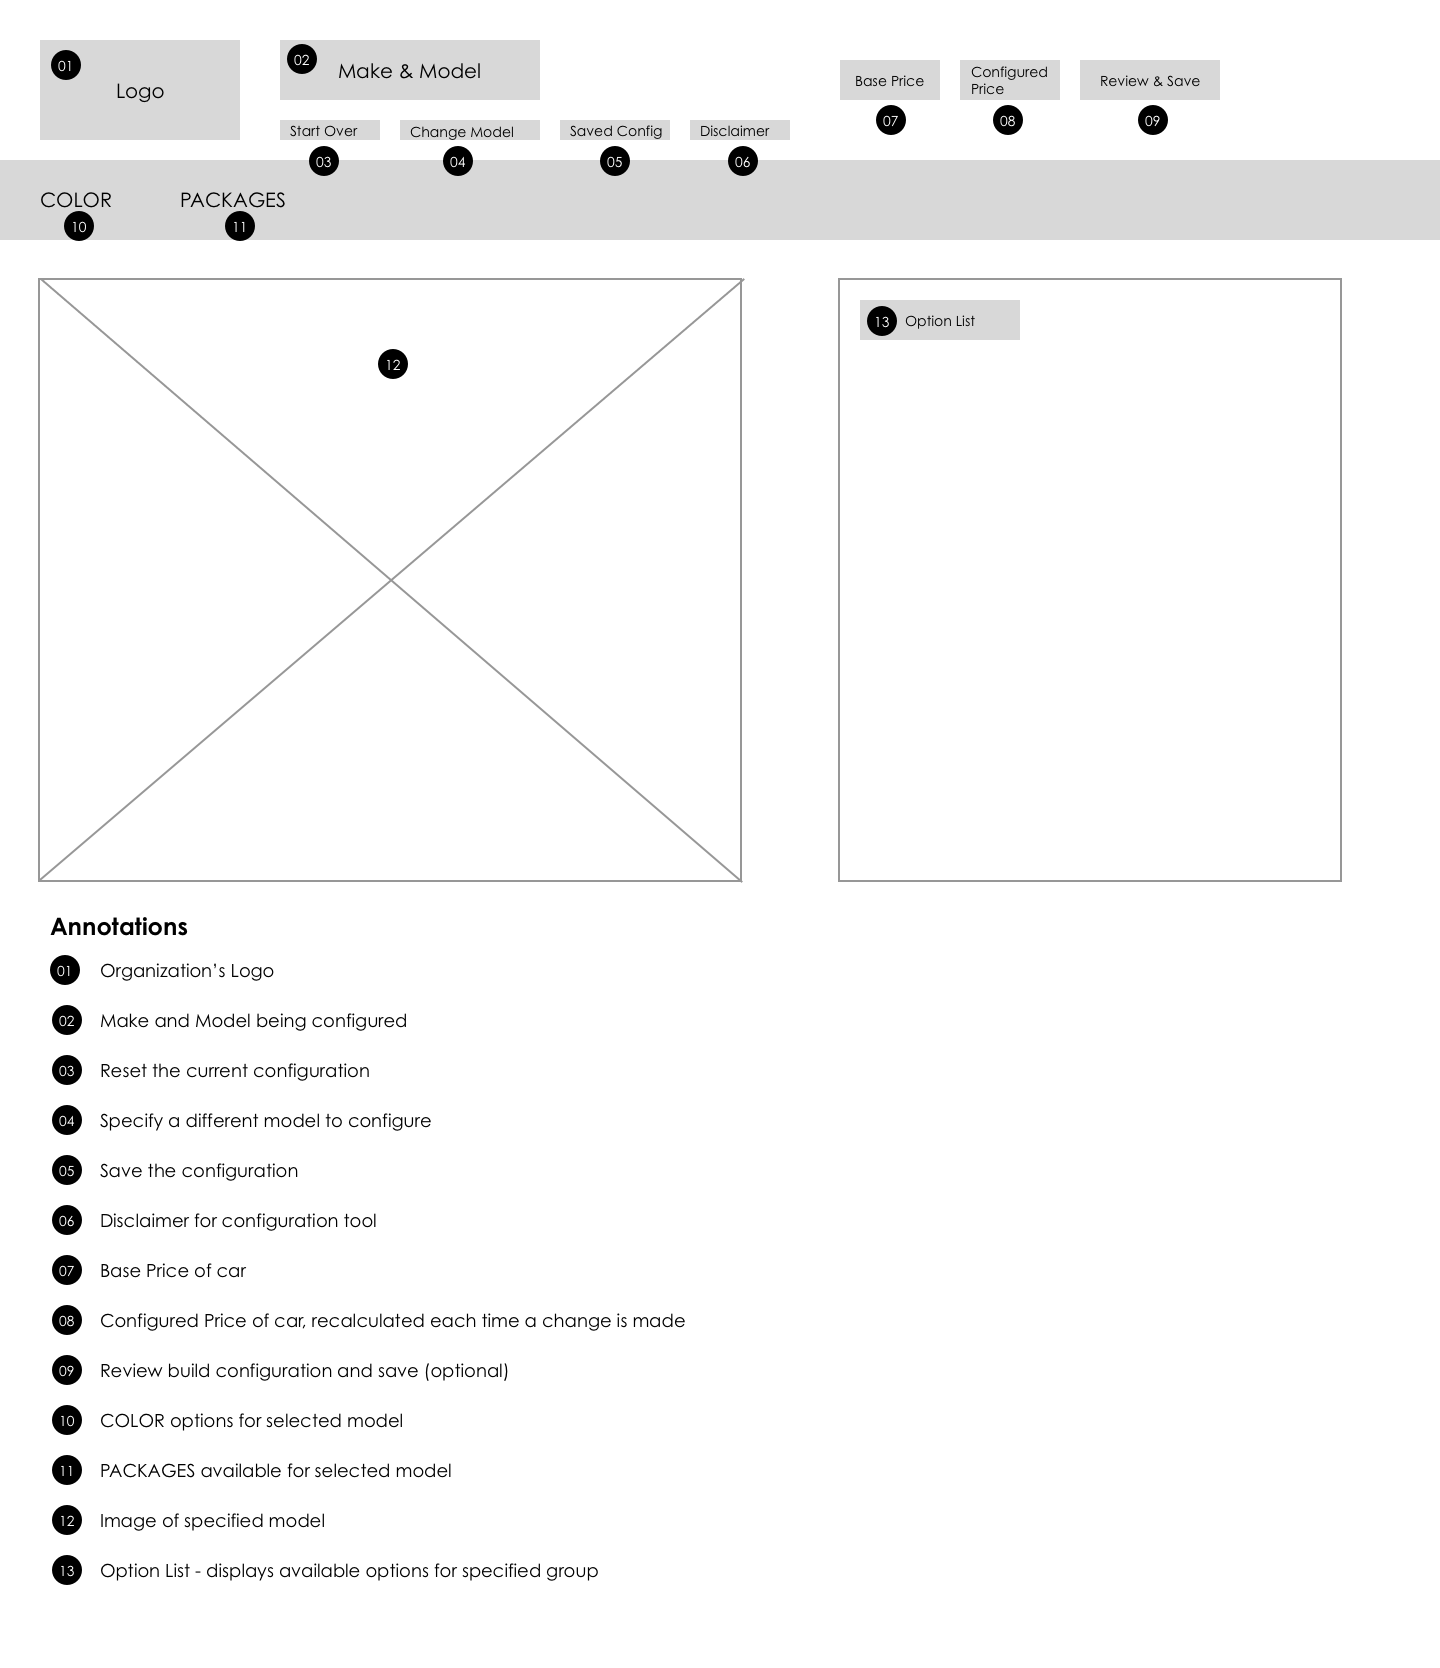 01
Logo
02
Make & Model
Base Price
Configured
Price
Review & Save
07
08
09
Start Over
Change Model
Saved Config
Disclaimer
03
04
05
06
COLOR
PACKAGES
10
11
12
13 Option List
Annotations
01 Organization’s Logo
02 Make and Model being configured
03 Reset the current configuration
04 Specify a different model to configure
05 Save the configuration
06 Disclaimer for configuration tool
07 Base Price of car
08 Configured Price of car, recalculated each time a change is made
09 Review build configuration and save (optional)
10 COLOR options for selected model
11 PACKAGES available for selected model
12 Image of specified model
13 Option List - displays available options for specified group